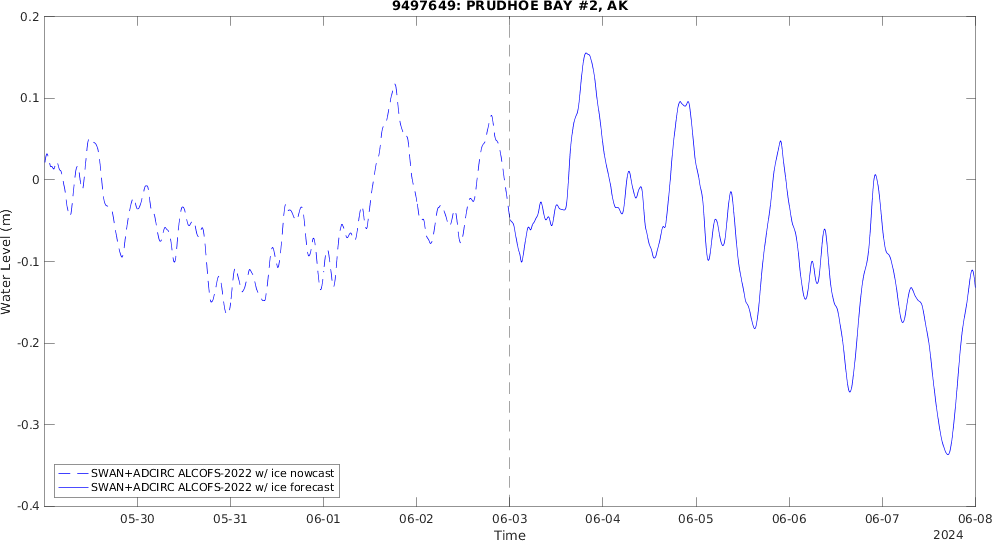 9497649: PRUDHOE BAY #2, AK
0.2
0.1
0
-0.1
-0.2
-0.3
-0.4
Water Level (m)
SWAN+ADCIRC ALCOFS-2022 w/ ice nowcast
SWAN+ADCIRC ALCOFS-2022 w/ ice forecast
05-30 05-31 06-01 06-02 06-03 06-04 06-05 06-06 06-07 06-08
Time
2024